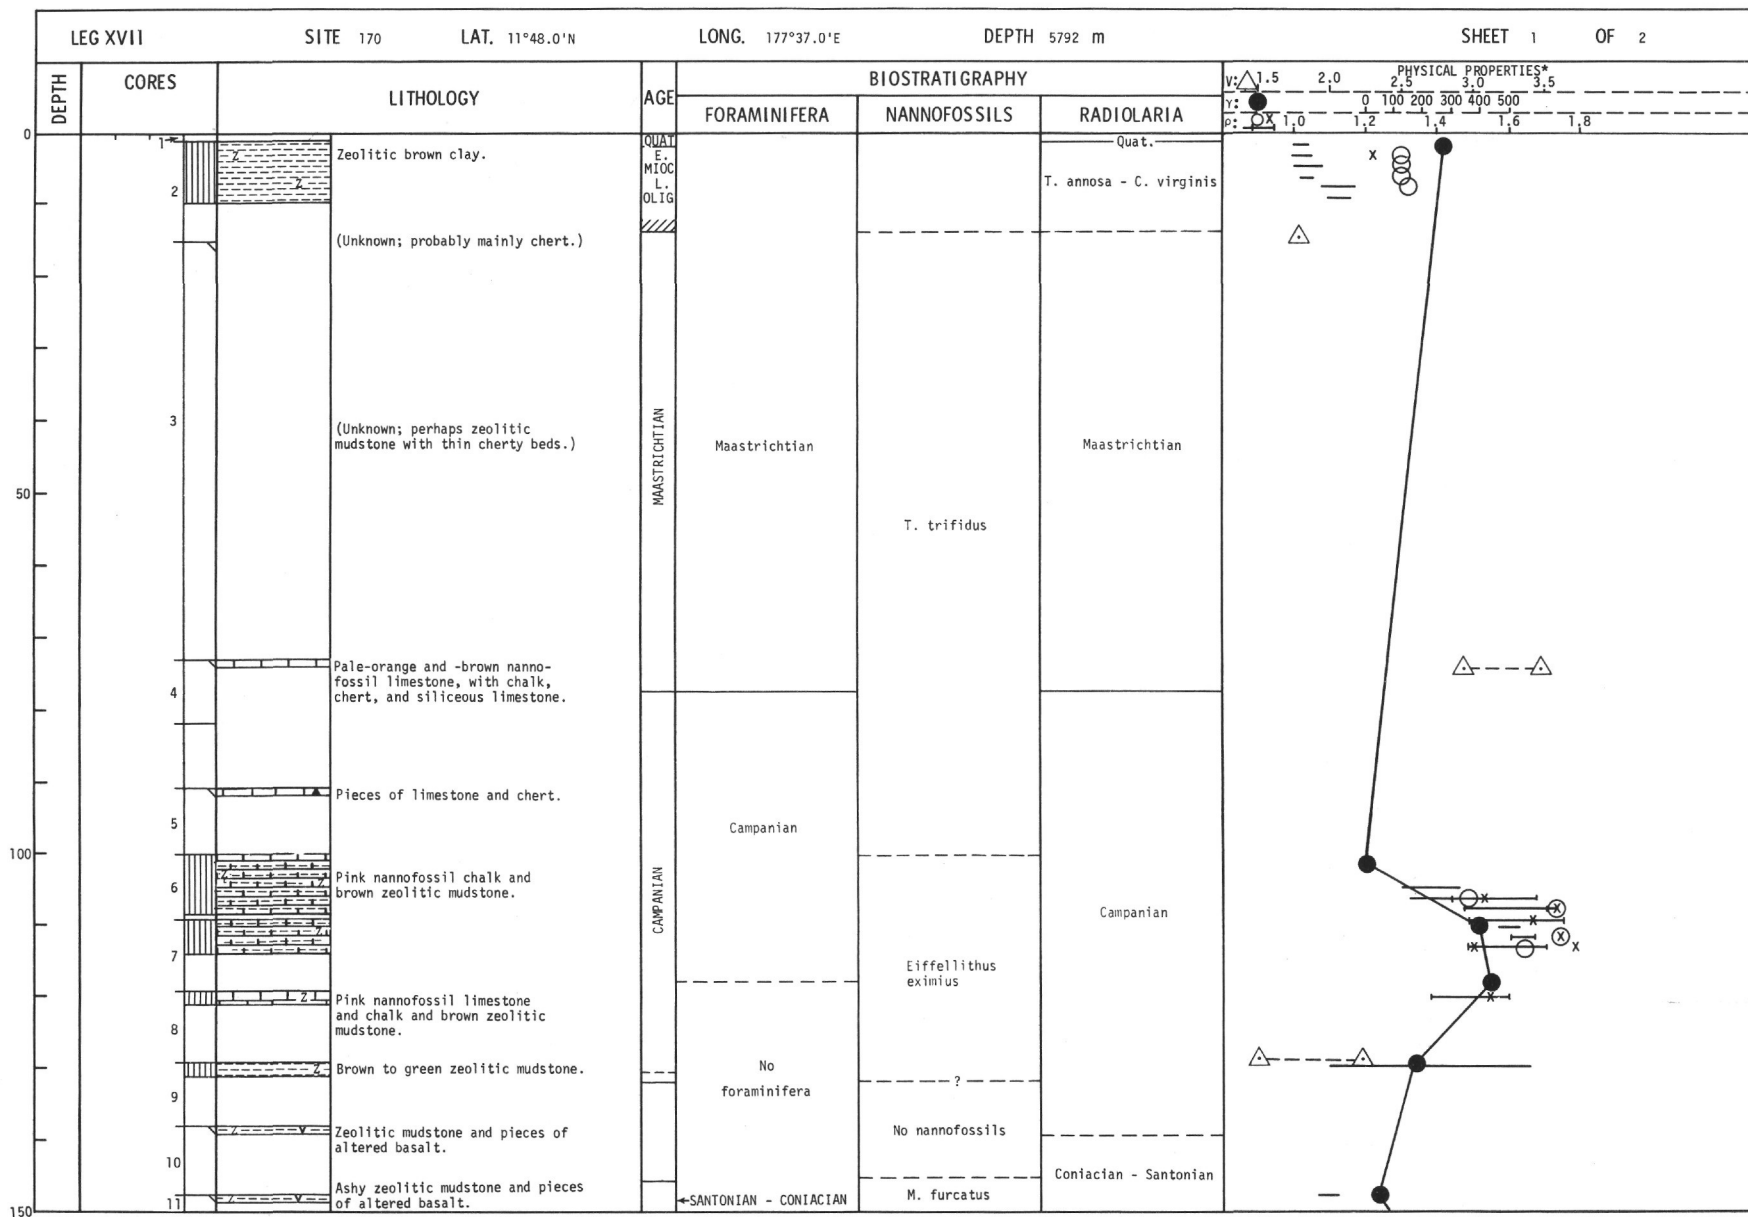 LEG XVII SITE 170 LAT. 11°48.0'N LONG. 177°37.0'E DEPTH 5792 m SHEET 1 OF 2
DEPTH CORES LITHOLOGY AGE BIOSTRATIGRAPHY PHYSICAL PROPERTIES*
FORAMINIFERA NANNOFOSSILS RADIOLARIA
V: 1.5 2.0 2.5 3.0 3.5
γ: 0 100 200 300 400 500
ρ: X 1.0 1.2 1.4 1.6 1.8
0
1
QUAT
Quat.
Z
Zeolitic brown clay.
E.
MIOC
L.
OLIG
X
2
Z
T. annosa - C. virginis
(Unknown; probably mainly chert.)
3
(Unknown; perhaps zeolitic
mudstone with thin cherty beds.)
MAASTRICHTIAN
Maastrichtian
Maastrichtian
50
T. trifidus
4
Pale-orange and -brown nanno-
fossil limestone, with chalk,
chert, and siliceous limestone.
Pieces of limestone and chert.
5
Campanian
100
6
Z
Z
Pink nannofossil chalk and
brown zeolitic mudstone.
CAMPANIAN
Campanian
x
x
x
x
x
x
7
Z
Eiffellithus
eximius
8
Z
Pink nannofossil limestone
and chalk and brown zeolitic
mudstone.
x
Z
Brown to green zeolitic mudstone.
No
foraminifera
?
9
Z
v
Zeolitic mudstone and pieces of
altered basalt.
No nannofossils
10
Coniacian - Santonian
11
Z
v
Ashy zeolitic mudstone and pieces
of altered basalt.
SANTONIAN - CONIACIAN
M. furcatus
150